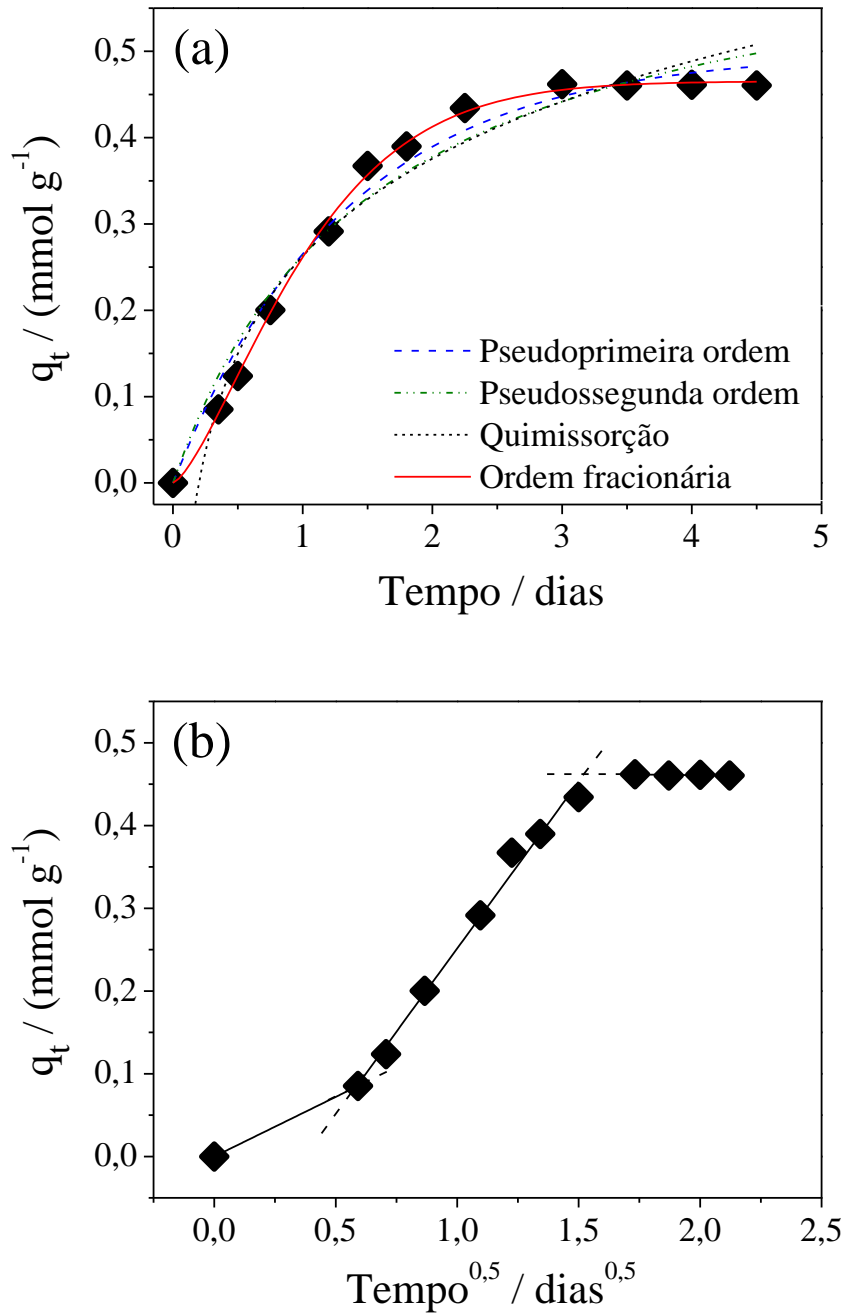 (a)
0,5
0,4
0,3
0,2
0,1
0,0
q_t / (mmol g^-1)
Pseudoprimeira ordem
Pseudossegunda ordem
Quimissorção
Ordem fracionária
0 1 2 3 4 5
Tempo / dias
(b)
0,5
0,4
0,3
0,2
0,1
0,0
q_t / (mmol g^-1)
0,0 0,5 1,0 1,5 2,0 2,5
Tempo^0,5 / dias^0,5